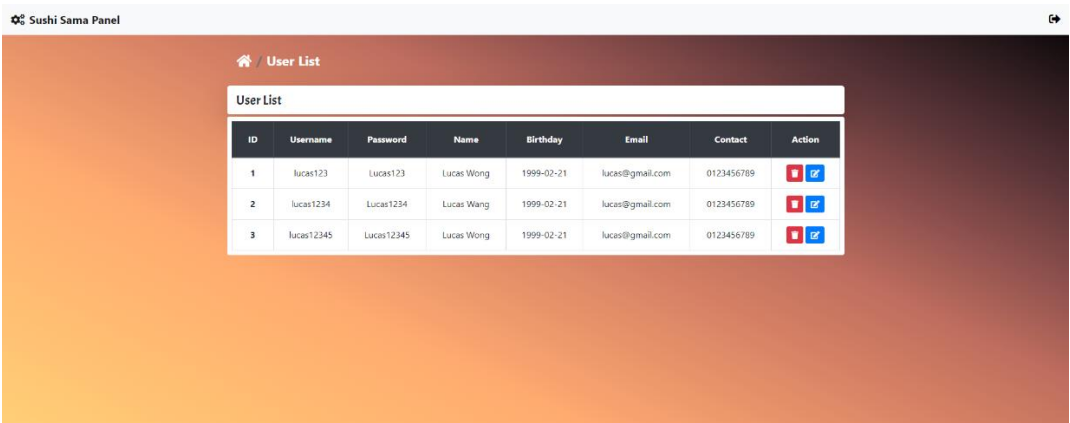 Sushi Sama Panel
/ User List
User List
ID Username Password Name Birthday Email Contact Action
1 lucas123 Lucas123 Lucas Wong 1999-02-21 lucas@gmail.com 0123456789
2 lucas1234 Lucas1234 Lucas Wang 1999-02-21 lucas@gmail.com 0123456789
3 lucas12345 Lucas12345 Lucas Wong 1999-02-21 lucas@gmail.com 0123456789